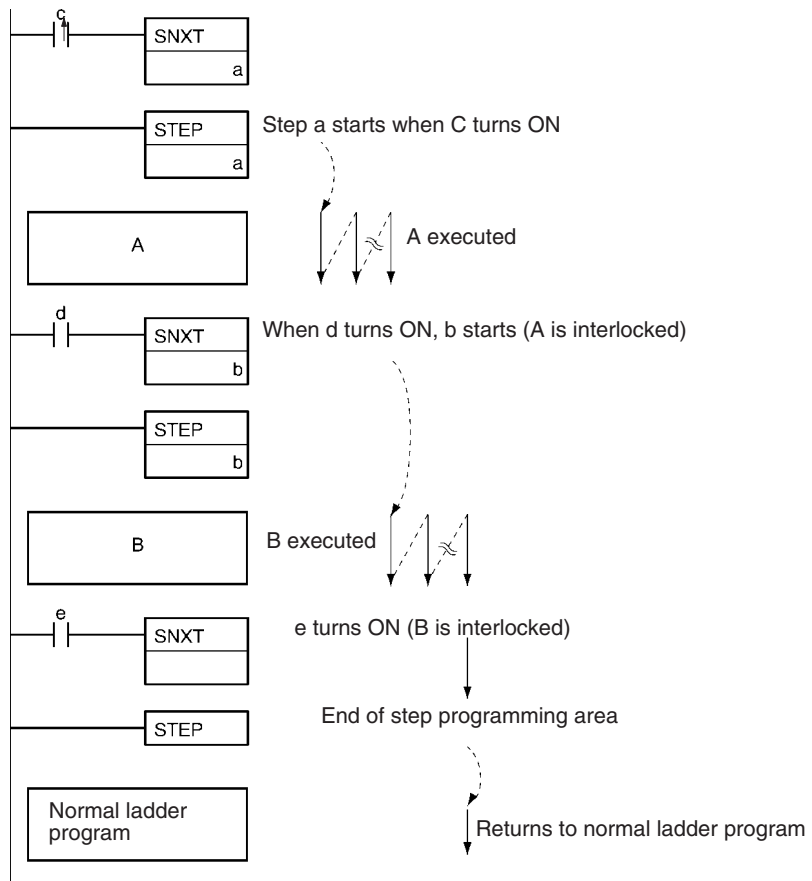 c
SNXT
a
STEP
Step a starts when C turns ON
a
A
A executed
d
SNXT
When d turns ON, b starts (A is interlocked)
b
STEP
b
B
B executed
e
SNXT
e turns ON (B is interlocked)
STEP
End of step programming area
Normal ladder
program
Returns to normal ladder program